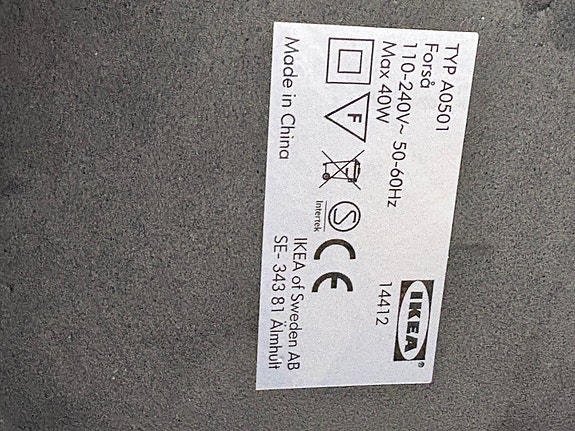 TYP A0501
Forså
110-240V~ 50-60Hz
Max 40W
IKEA®
14412
F
S
Intertek
CE
Made in China
IKEA of Sweden AB
SE- 343 81 Älmhult